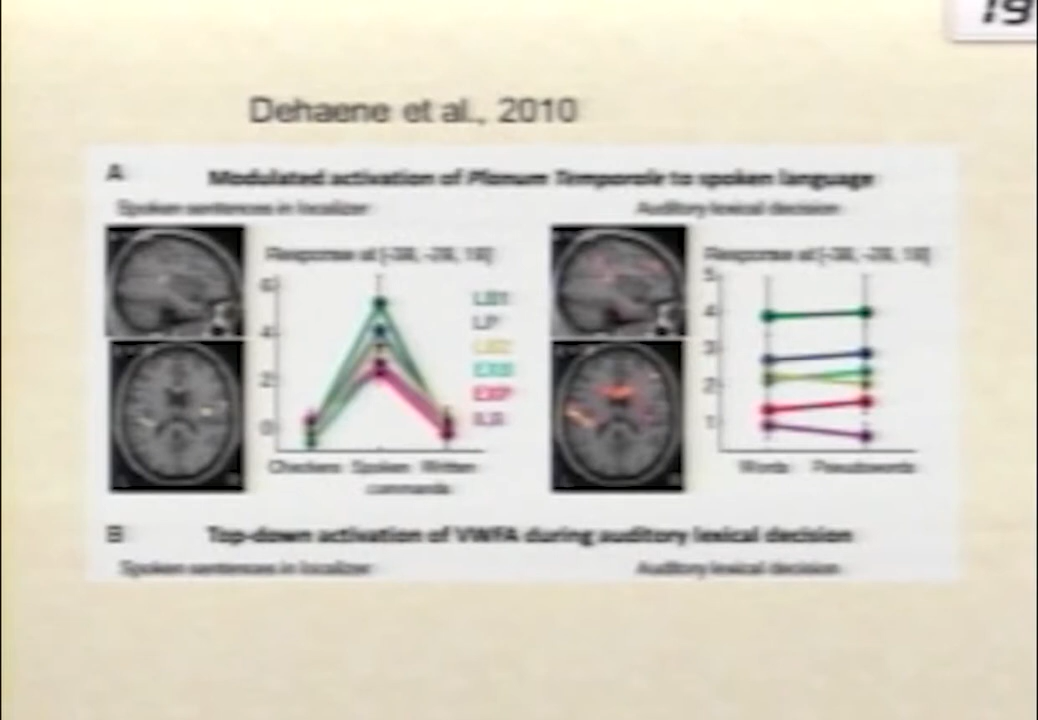 Dehaene et al., 2010
A
Modulated activation of Planum Temporale to spoken language
Spoken sentences in localizer
Auditory lexical decision
Response at [-38, -28, 18]
Response at [-38, -28, 18]
6
4
2
0
LB1
LP
LB2
EXB
EXP
ILB
Checkers Spoken Written
commands
5
4
3
2
1
Words Pseudowords
B
Top-down activation of VWFA during auditory lexical decision
Spoken sentences in localizer
Auditory lexical decision